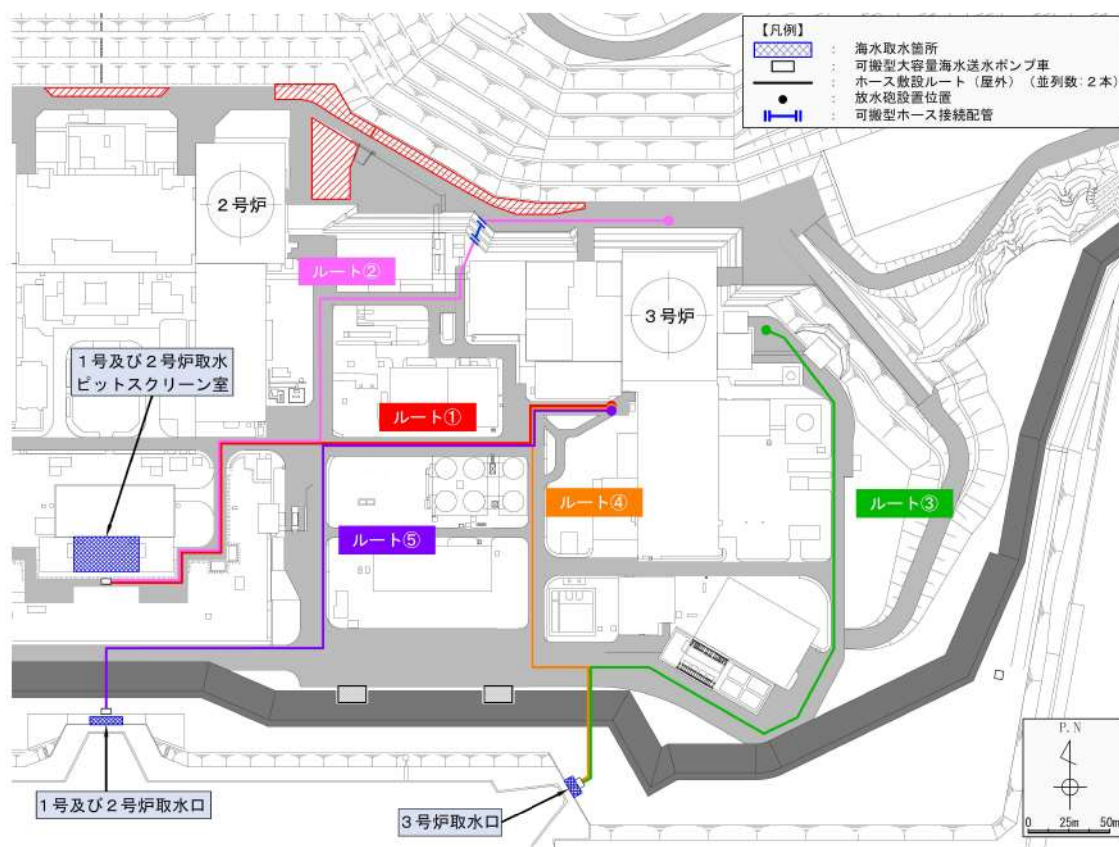 【凡例】
： 海水取水箇所
： 可搬型大容量海水送水ポンプ車
： ホース敷設ルート（屋外）（並列数：２本）
： 放水砲設置位置
： 可搬型ホース接続配管
２号炉
ルート②
３号炉
１号及び２号炉取水
ピットスクリーン室
ルート①
ルート④
ルート③
ルート⑤
１号及び２号炉取水口
３号炉取水口
P.N
0 25m 50m